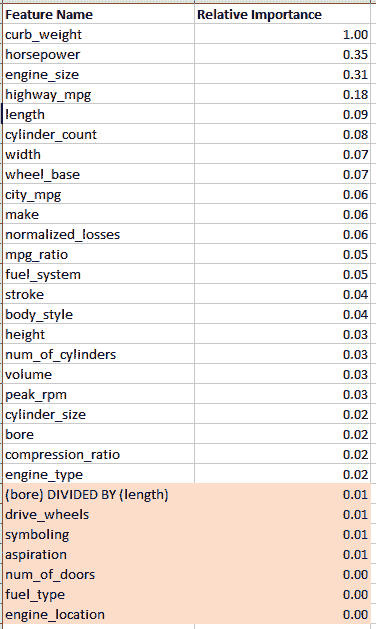 Feature Name Relative Importance
curb_weight 1.00
horsepower 0.35
engine_size 0.31
highway_mpg 0.18
length 0.09
cylinder_count 0.08
width 0.07
wheel_base 0.07
city_mpg 0.06
make 0.06
normalized_losses 0.06
mpg_ratio 0.05
fuel_system 0.05
stroke 0.04
body_style 0.04
height 0.03
num_of_cylinders 0.03
volume 0.03
peak_rpm 0.03
cylinder_size 0.02
bore 0.02
compression_ratio 0.02
engine_type 0.02
(bore) DIVIDED BY (length) 0.01
drive_wheels 0.01
symboling 0.01
aspiration 0.01
num_of_doors 0.00
fuel_type 0.00
engine_location 0.00